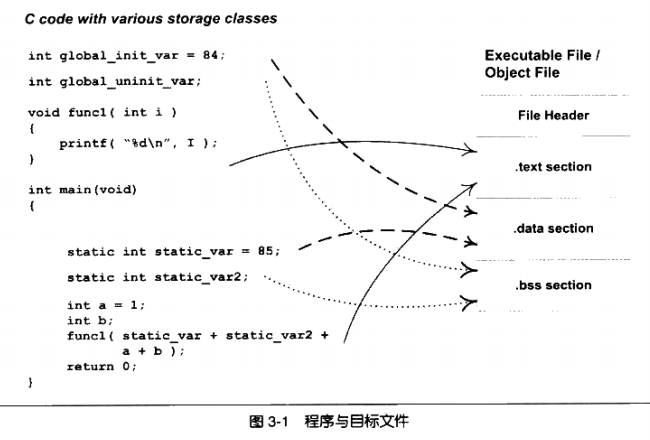 C code with various storage classes
int global_init_var = 84;
int global_uninit_var;
void func1( int i )
{
printf( “%d\n”, I );
}
int main(void)
{
static int static_var = 85;
static int static_var2;
int a = 1;
int b;
func1( static_var + static_var2 +
a + b );
return 0;
}
Executable File /
Object File
File Header
.text section
.data section
.bss section
图 3-1 程序与目标文件